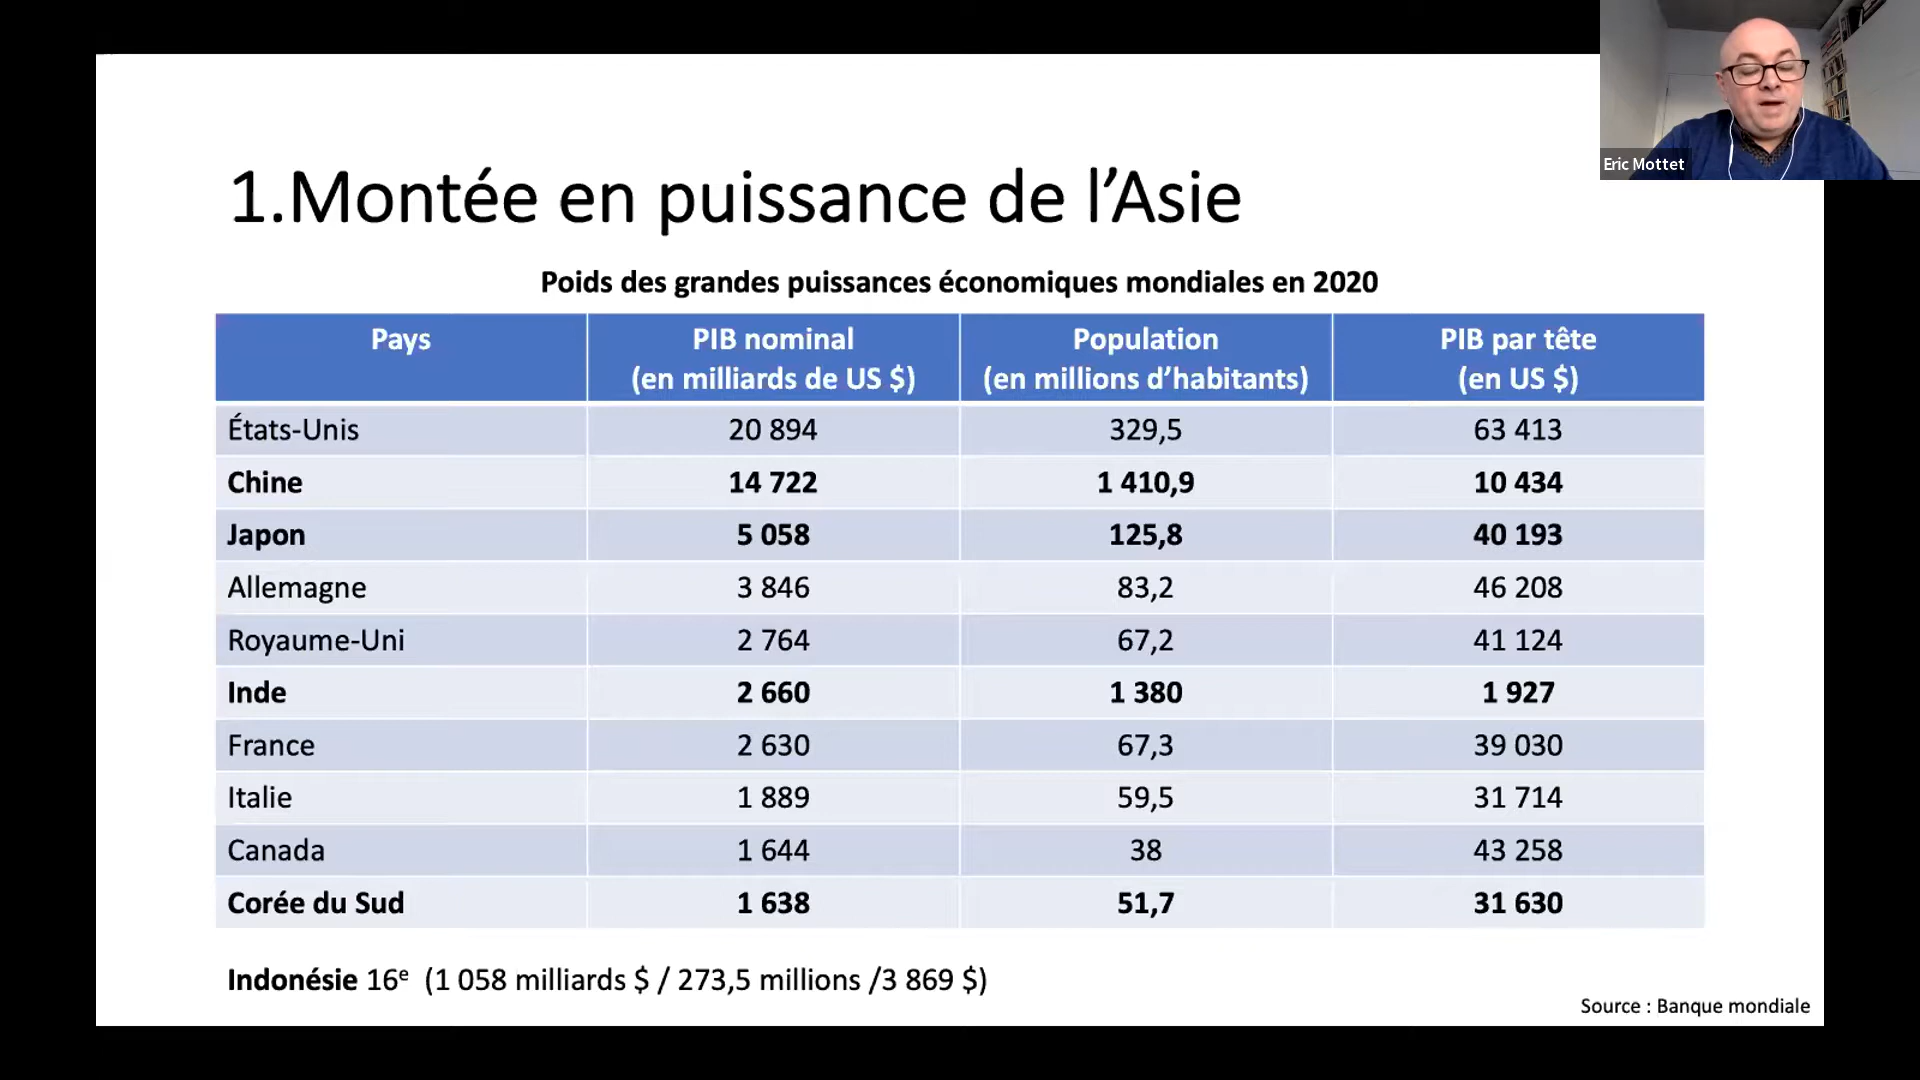 Eric Mottet
1.Montée en puissance de l’Asie
Poids des grandes puissances économiques mondiales en 2020
Pays PIB nominal (en milliards de US $) Population (en millions d’habitants) PIB par tête (en US $)
États-Unis 20 894 329,5 63 413
Chine 14 722 1 410,9 10 434
Japon 5 058 125,8 40 193
Allemagne 3 846 83,2 46 208
Royaume-Uni 2 764 67,2 41 124
Inde 2 660 1 380 1 927
France 2 630 67,3 39 030
Italie 1 889 59,5 31 714
Canada 1 644 38 43 258
Corée du Sud 1 638 51,7 31 630
Indonésie 16e (1 058 milliards $ / 273,5 millions /3 869 $)
Source : Banque mondiale